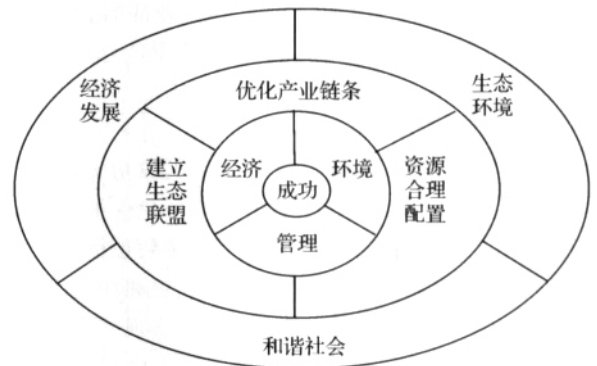 经济
发展
优化产业链条
生态
环境
建立
生态
联盟
经济
环境
成功
资源
合理
配置
管理
和谐社会